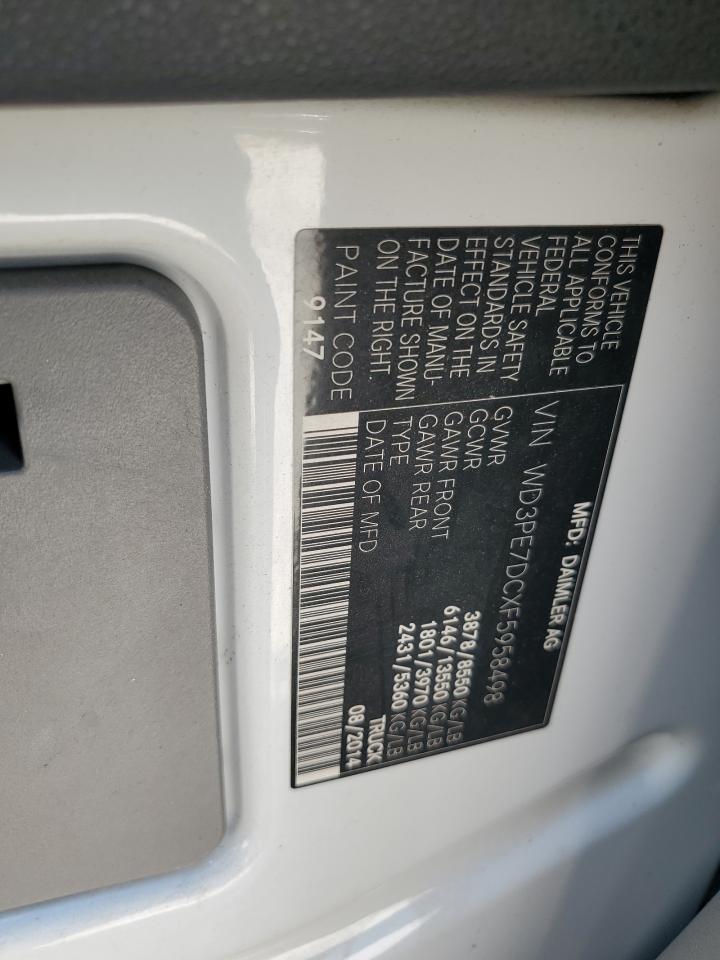 MFD: DAIMLER AG
VIN WD3PE7DCXF5958498
GVWR 3878/8550 KG/LB
GCWR 6146/13550 KG/LB
GAWR FRONT 1801/3970 KG/LB
GAWR REAR 2431/5360 KG/LB
TYPE TRUCK
DATE OF MFD 08/2014
THIS VEHICLE
CONFORMS TO
ALL APPLICABLE
FEDERAL
VEHICLE SAFETY
STANDARDS IN
EFFECT ON THE
DATE OF MANU-
FACTURE SHOWN
ON THE RIGHT.
PAINT CODE
9147